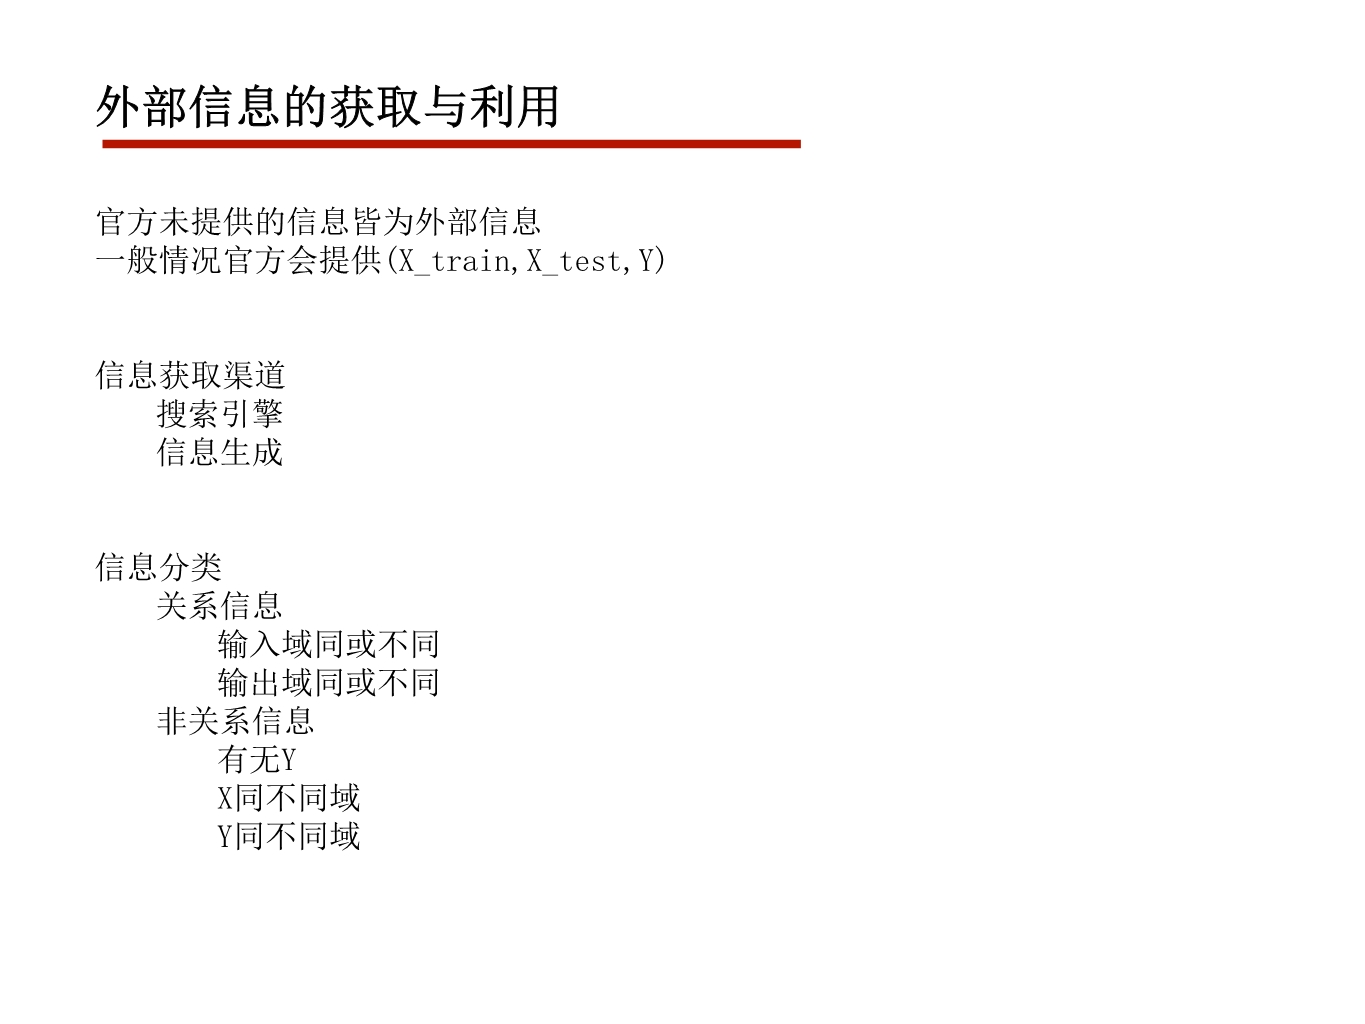 外部信息的获取与利用
官方未提供的信息皆为外部信息
一般情况官方会提供(X_train,X_test,Y)
信息获取渠道
搜索引擎
信息生成
信息分类
关系信息
输入域同或不同
输出域同或不同
非关系信息
有无Y
X同不同域
Y同不同域